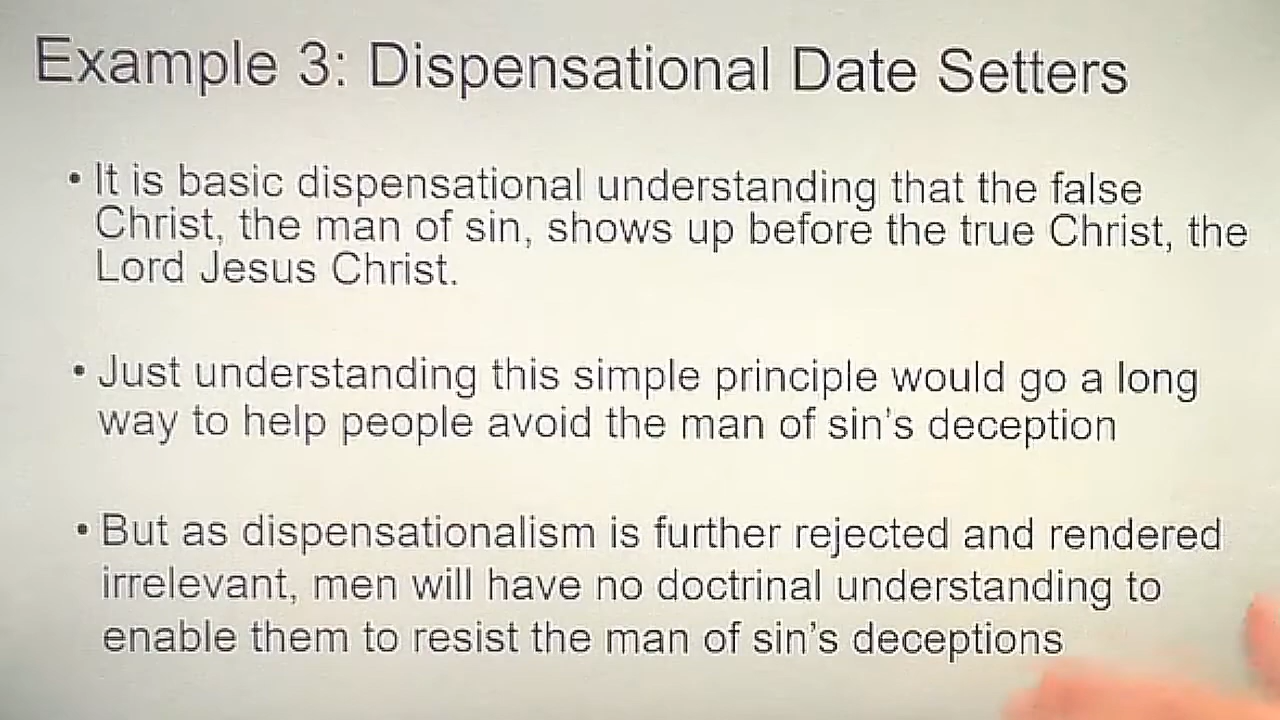 Example 3: Dispensational Date Setters
• It is basic dispensational understanding that the false
Christ, the man of sin, shows up before the true Christ, the
Lord Jesus Christ.
• Just understanding this simple principle would go a long
way to help people avoid the man of sin's deception
• But as dispensationalism is further rejected and rendered
irrelevant, men will have no doctrinal understanding to
enable them to resist the man of sin's deceptions